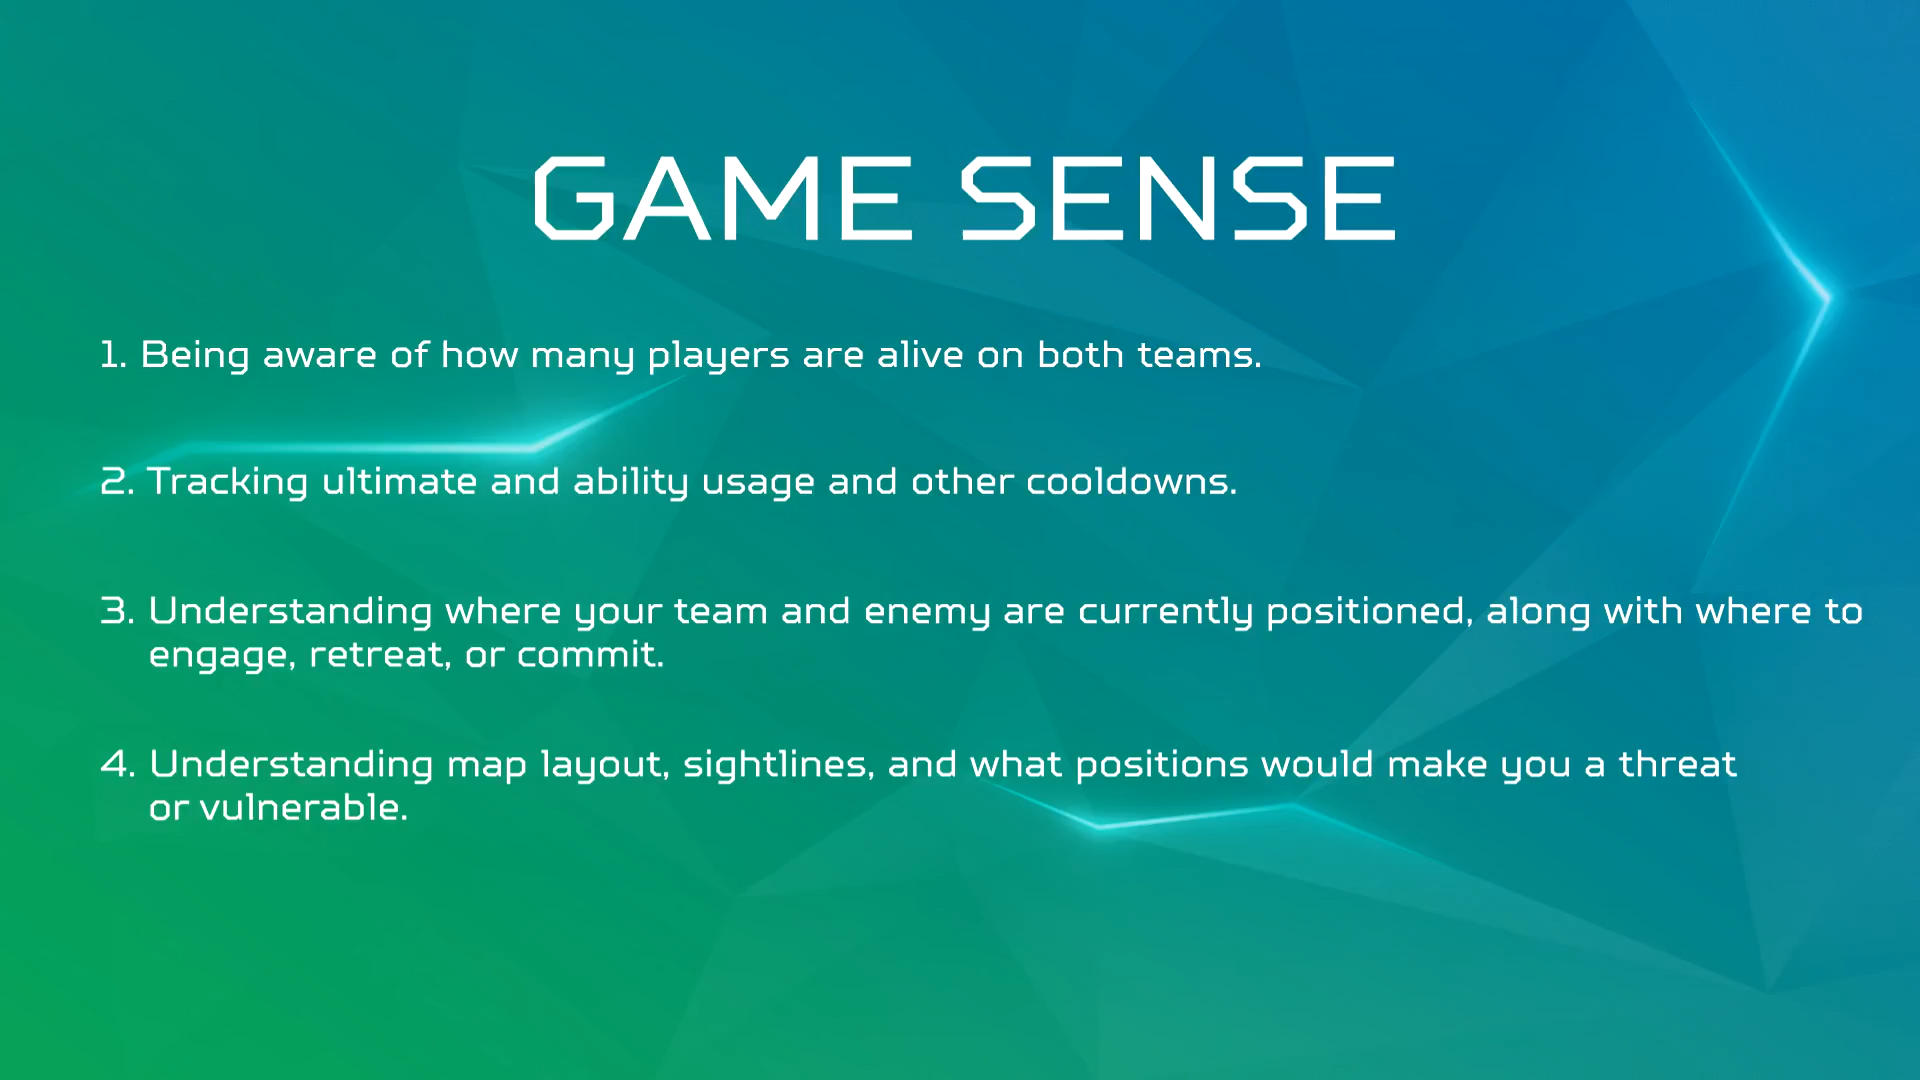 GAME SENSE
1. Being aware of how many players are alive on both teams.
2. Tracking ultimate and ability usage and other cooldowns.
3. Understanding where your team and enemy are currently positioned, along with where to
engage, retreat, or commit.
4. Understanding map layout, sightlines, and what positions would make you a threat
or vulnerable.